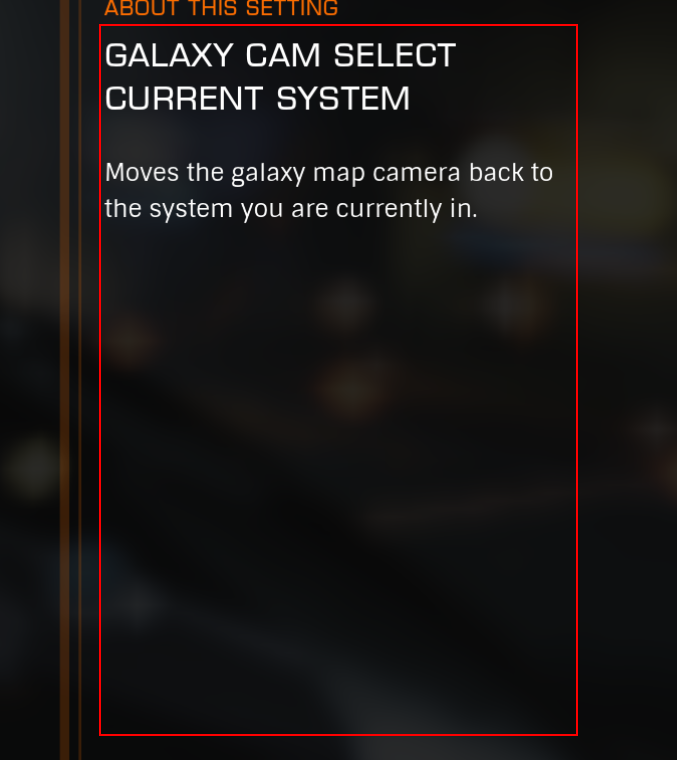 ABOUT THIS SETTING
GALAXY CAM SELECT
CURRENT SYSTEM
Moves the galaxy map camera back to
the system you are currently in.